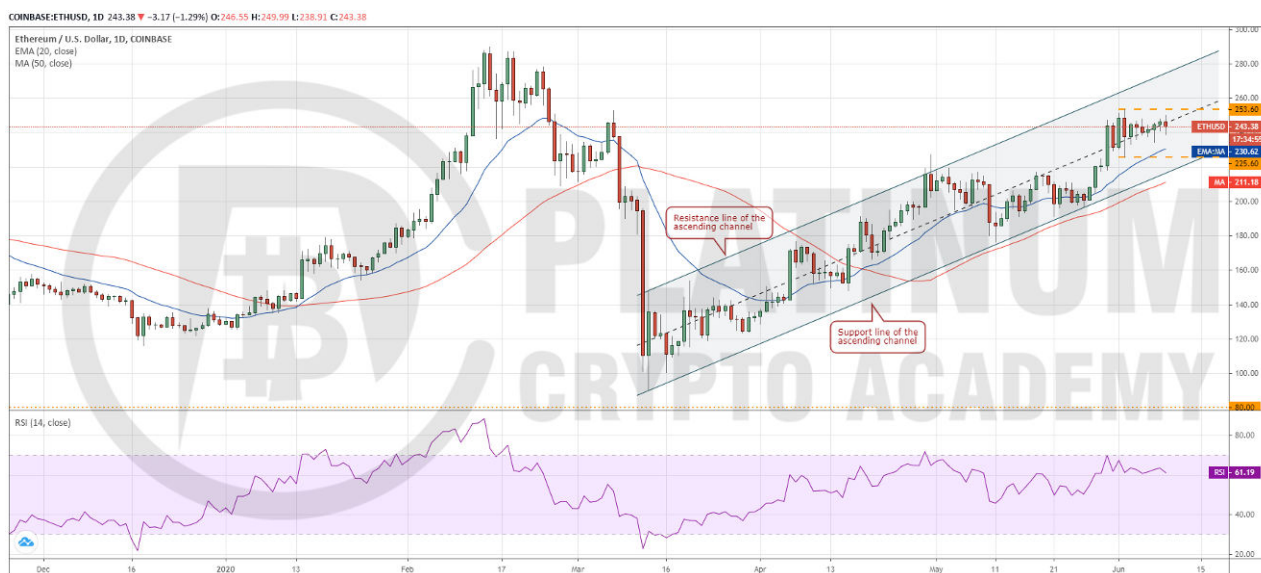 COINBASE:ETHUSD, 1D 243.38 ▼ −3.17 (−1.29%) O:246.55 H:249.99 L:238.91 C:243.38
Ethereum / U.S. Dollar, 1D, COINBASE
EMA (20, close)
MA (50, close)
300.00
280.00
260.00
253.60
ETHUSD 243.38
17:34:55
EMA:MA 230.62
225.60
MA 211.18
200.00
180.00
160.00
140.00
120.00
100.00
80.00
Resistance line of the
ascending channel
Support line of the
ascending channel
PLATINUM
CRYPTO ACADEMY
RSI (14, close)
80.00
RSI 61.19
40.00
20.00
Dec 16 2020 13 Feb 17 Mar 16 Apr 13 May 11 21 Jun 15